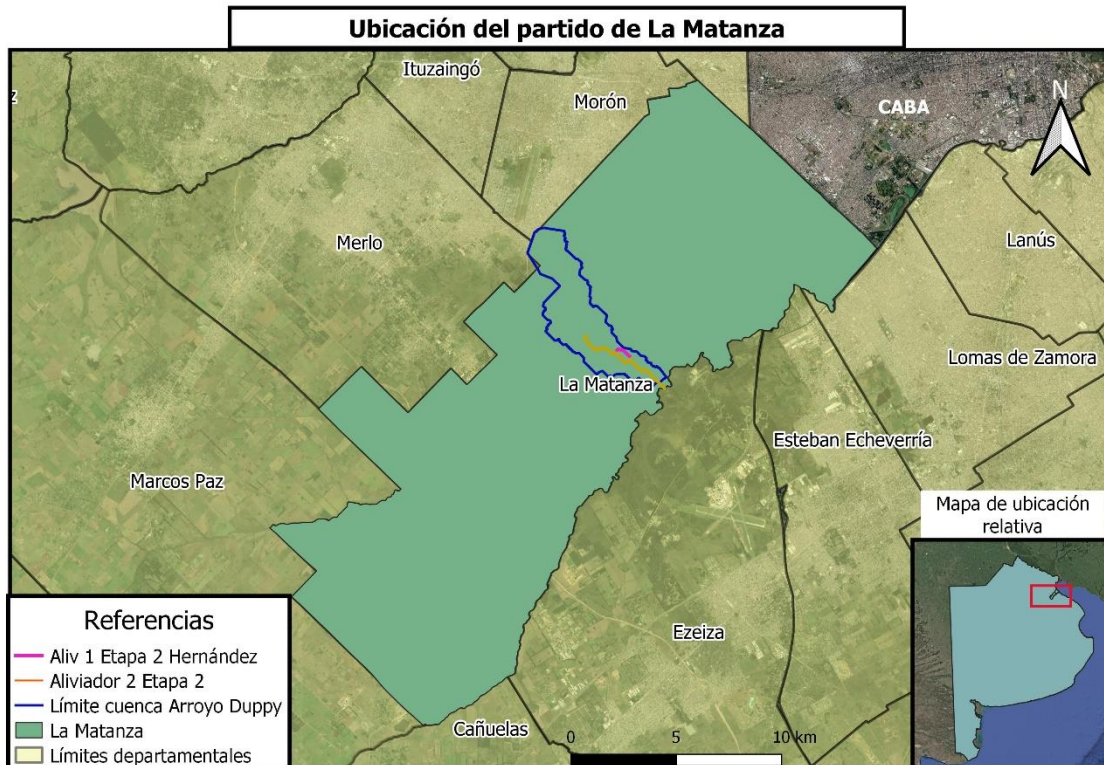 Ubicación del partido de La Matanza
Ituzaingó
Morón
CABA
N
z
Merlo
Lanús
Lomas de Zamora
La Matanza
Esteban Echeverría
Marcos Paz
Mapa de ubicación
relativa
Ezeiza
Cañuelas
Referencias
Aliv 1 Etapa 2 Hernández
Aliviador 2 Etapa 2
Límite cuenca Arroyo Duppy
La Matanza
Límites departamentales
0 5 10 km